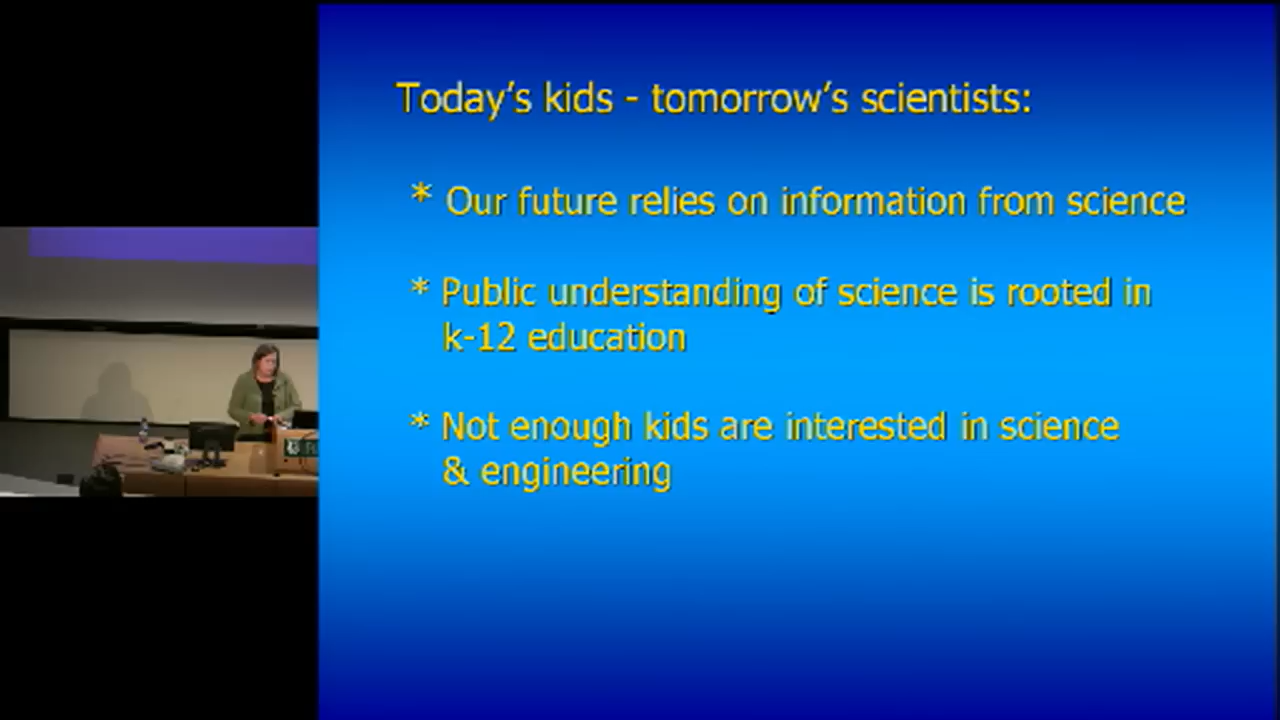 Today's kids - tomorrow's scientists:
* Our future relies on information from science
* Public understanding of science is rooted in
k-12 education
* Not enough kids are interested in science
& engineering